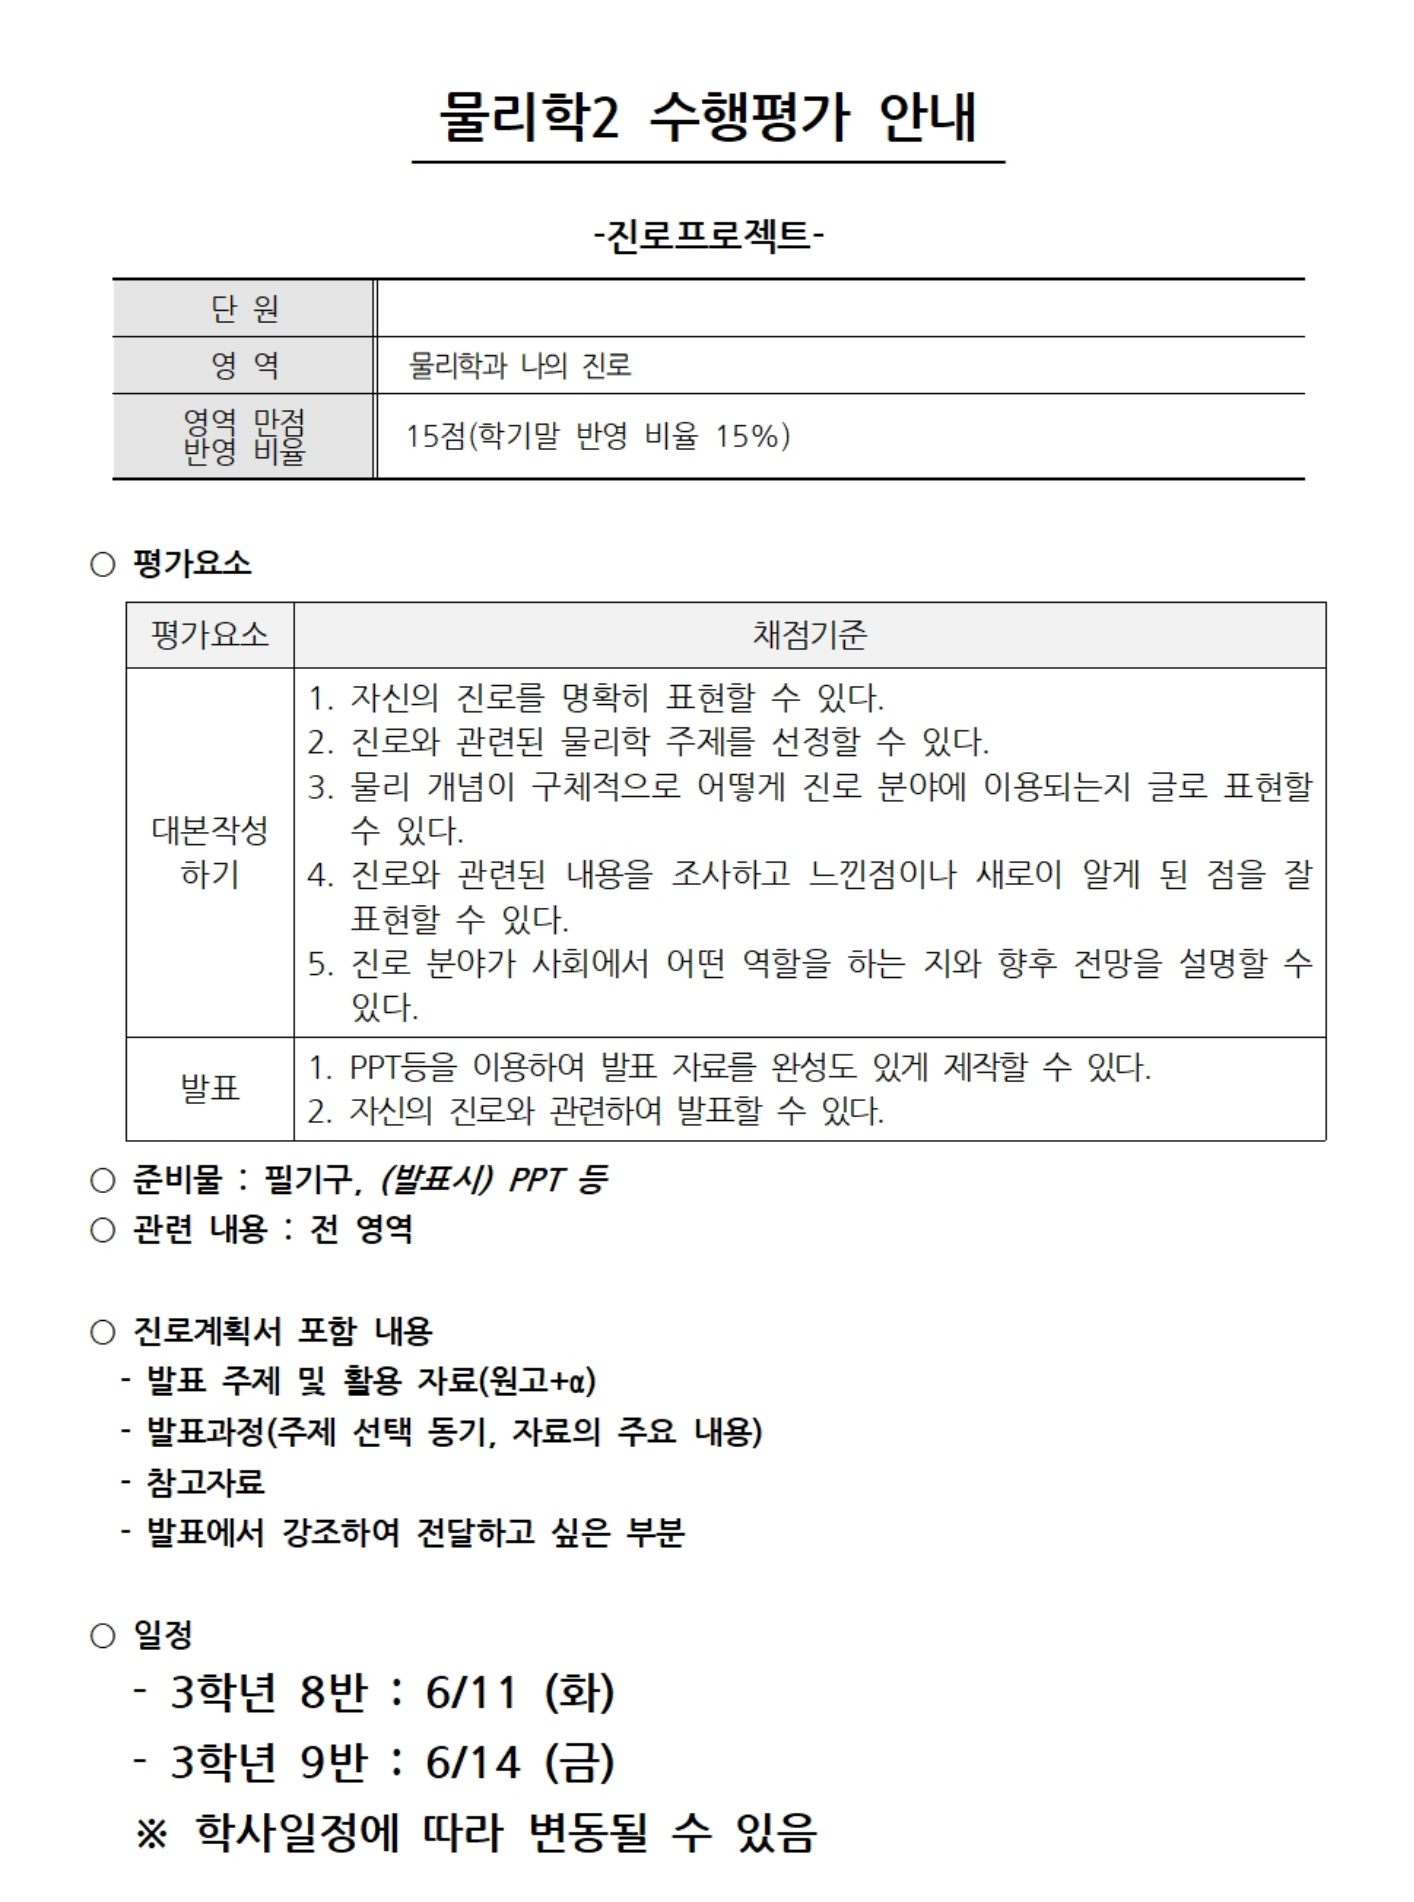 물리학2 수행평가 안내
-진로프로젝트-
단 원
영 역
물리학과 나의 진로
영역 만점
반영 비율
15점(학기말 반영 비율 15%)
○ 평가요소
평가요소
채점기준
대본작성
하기
1. 자신의 진로를 명확히 표현할 수 있다.
2. 진로와 관련된 물리학 주제를 선정할 수 있다.
3. 물리 개념이 구체적으로 어떻게 진로 분야에 이용되는지 글로 표현할
수 있다.
4. 진로와 관련된 내용을 조사하고 느낀점이나 새로이 알게 된 점을 잘
표현할 수 있다.
5. 진로 분야가 사회에서 어떤 역할을 하는 지와 향후 전망을 설명할 수
있다.
발표
1. PPT등을 이용하여 발표 자료를 완성도 있게 제작할 수 있다.
2. 자신의 진로와 관련하여 발표할 수 있다.
○ 준비물 : 필기구, (발표시) PPT 등
○ 관련 내용 : 전 영역
○ 진로계획서 포함 내용
- 발표 주제 및 활용 자료(원고+α)
- 발표과정(주제 선택 동기, 자료의 주요 내용)
- 참고자료
- 발표에서 강조하여 전달하고 싶은 부분
○ 일정
- 3학년 8반 : 6/11 (화)
- 3학년 9반 : 6/14 (금)
※ 학사일정에 따라 변동될 수 있음